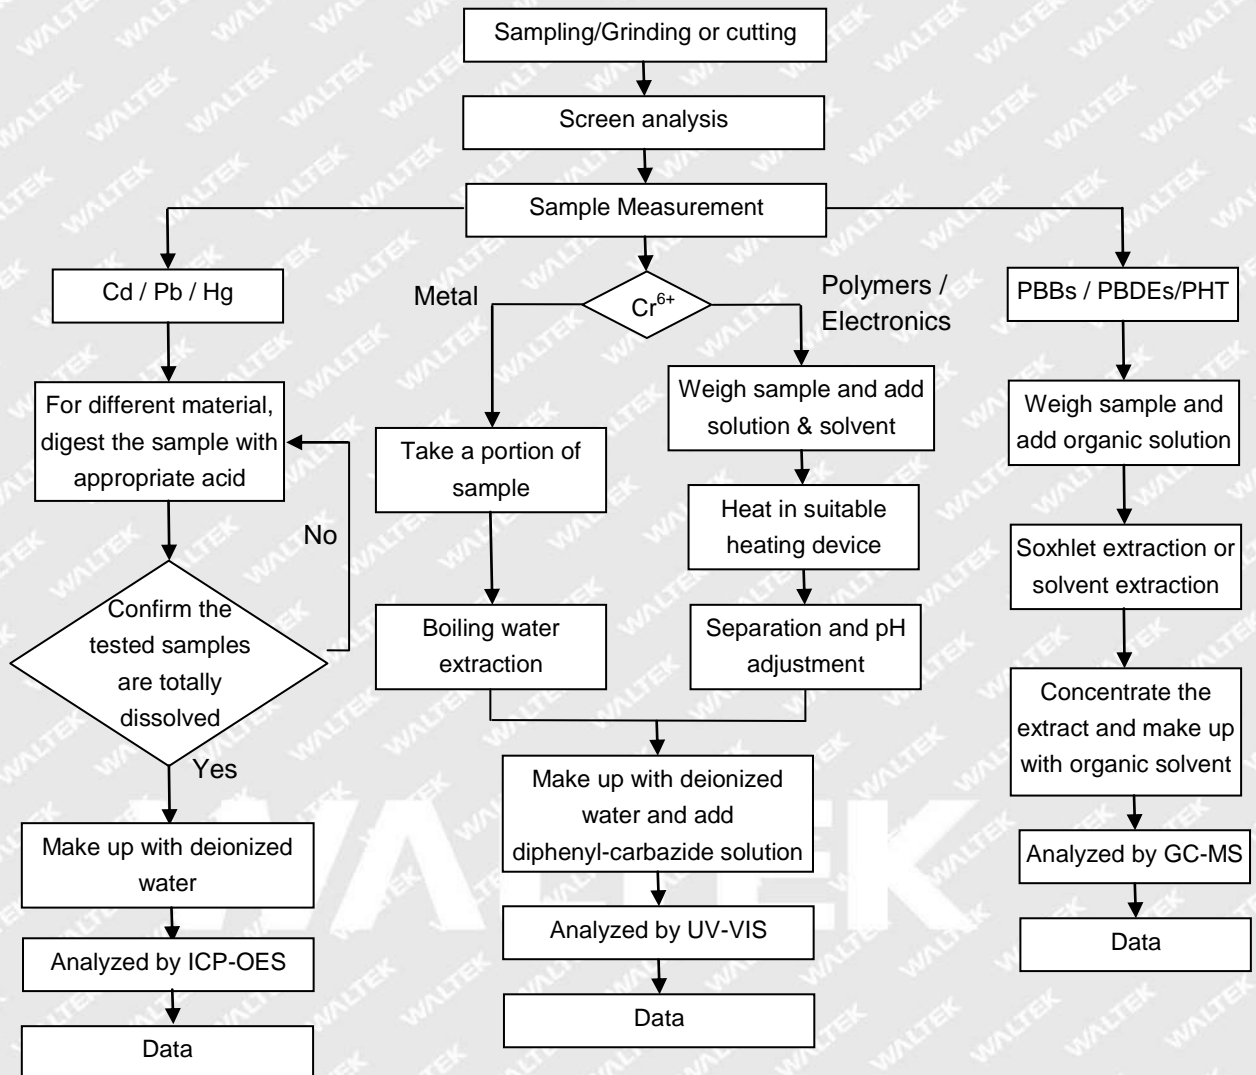 Sampling/Grinding or cutting
Screen analysis
Sample Measurement
Cd / Pb / Hg
For different material,
digest the sample with
appropriate acid
No
Confirm the
tested samples
are totally
dissolved
Yes
Make up with deionized
water
Analyzed by ICP-OES
Data
Metal
Cr⁶⁺
Polymers /
Electronics
Take a portion of
sample
Boiling water
extraction
Weigh sample and add
solution & solvent
Heat in suitable
heating device
Separation and pH
adjustment
Make up with deionized
water and add
diphenyl-carbazide solution
Analyzed by UV-VIS
Data
PBBs / PBDEs/PHT
Weigh sample and
add organic solution
Soxhlet extraction or
solvent extraction
Concentrate the
extract and make up
with organic solvent
Analyzed by GC-MS
Data
WALTEK